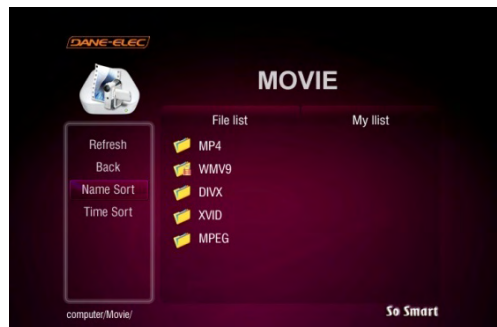 DANE-ELEC
MOVIE
File list
My llist
Refresh
Back
Name Sort
Time Sort
MP4
WMV9
DIVX
XVID
MPEG
computer/Movie/
So Smart